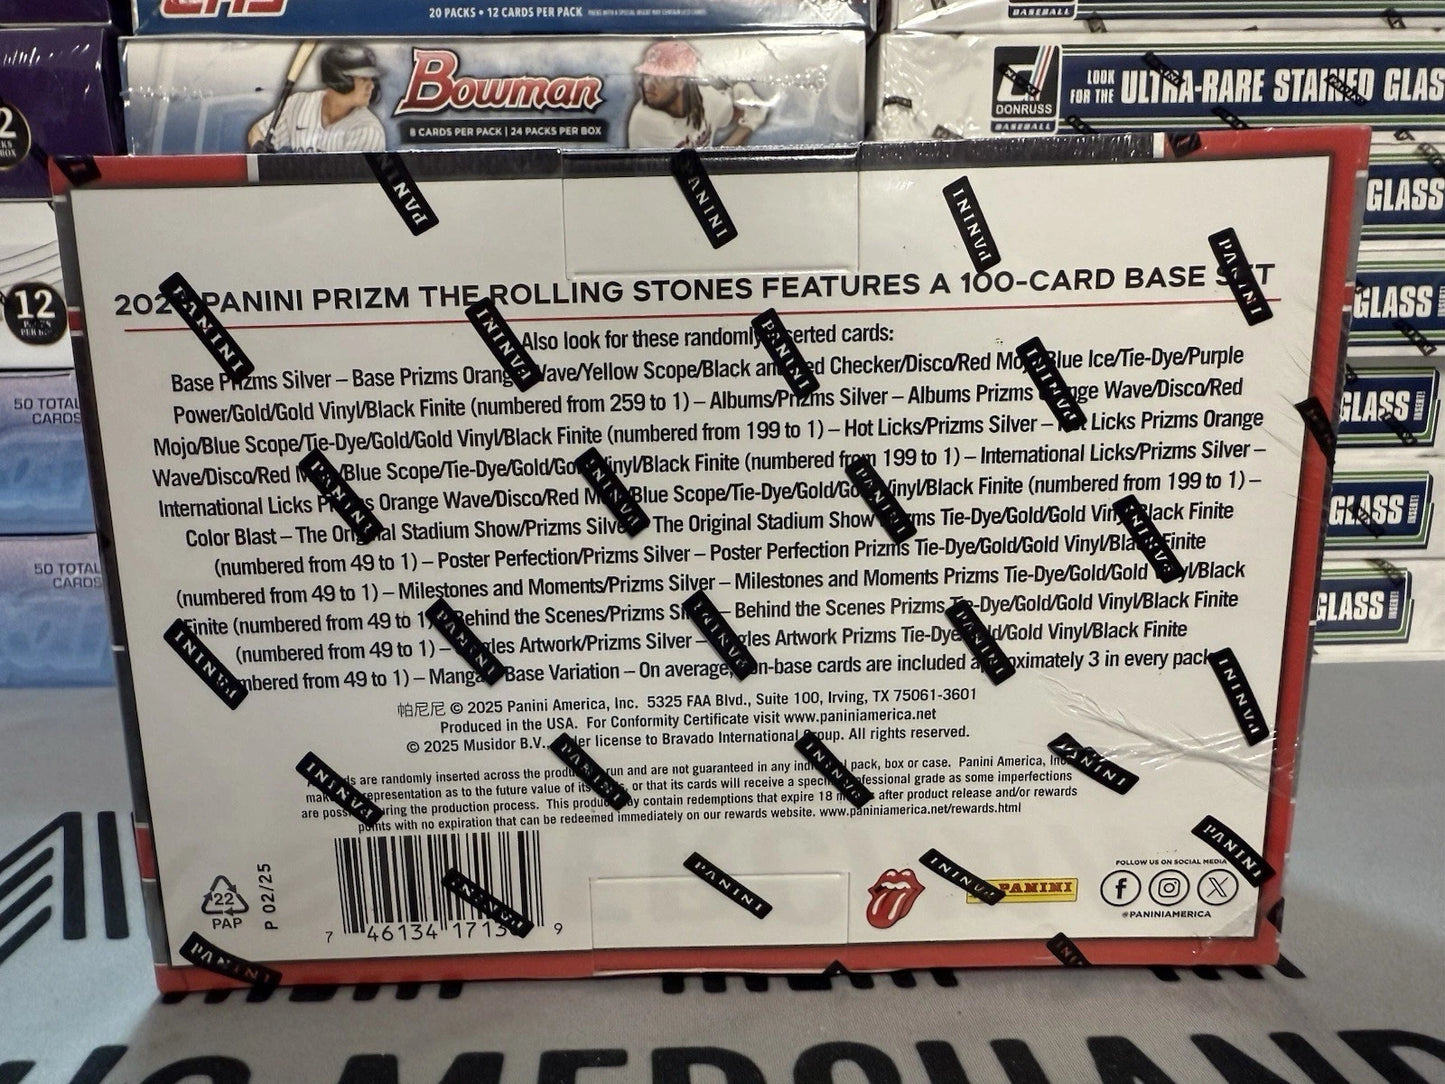 20 PACKS • 12 CARDS PER PACK
BASEBALL
Bowman
8 CARDS PER PACK | 24 PACKS PER BOX
DONRUSS
BASEBALL
LOOK FOR THE ULTRA-RARE STAINED GLAS
GLASS
GLASS
GLASS
GLASS
GLASS
12
50 TOTAL
CARDS
50 TOTAL
CARDS
PANINI PRIZM THE ROLLING STONES FEATURES A 100-CARD BASE SET
Also look for these randomly inserted cards:
Base Prizms Silver – Base Prizms Orange Wave/Yellow Scope/Black and Red Checker/Disco/Red Mojo/Blue Ice/Tie-Dye/Purple
Power/Gold/Gold Vinyl/Black Finite (numbered from 259 to 1) – Albums/Prizms Silver – Albums Prizms Orange Wave/Disco/Red
Mojo/Blue Scope/Tie-Dye/Gold/Gold Vinyl/Black Finite (numbered from 199 to 1) – Hot Licks/Prizms Silver – Hot Licks Prizms Orange
Wave/Disco/Red Mojo/Blue Scope/Tie-Dye/Gold/Gold Vinyl/Black Finite (numbered from 199 to 1) – International Licks/Prizms Silver –
International Licks Prizms Orange Wave/Disco/Red Mojo/Blue Scope/Tie-Dye/Gold/Gold Vinyl/Black Finite (numbered from 199 to 1) –
Color Blast – The Original Stadium Show/Prizms Silver – The Original Stadium Show Prizms Tie-Dye/Gold/Gold Vinyl/Black Finite
(numbered from 49 to 1) – Poster Perfection/Prizms Silver – Poster Perfection Prizms Tie-Dye/Gold/Gold Vinyl/Black Finite
(numbered from 49 to 1) – Milestones and Moments/Prizms Silver – Milestones and Moments Prizms Tie-Dye/Gold/Gold Vinyl/Black
Finite (numbered from 49 to 1) – Behind the Scenes/Prizms Silver – Behind the Scenes Prizms Tie-Dye/Gold/Gold Vinyl/Black Finite
(numbered from 49 to 1) – Singles Artwork/Prizms Silver – Singles Artwork Prizms Tie-Dye/Gold/Gold Vinyl/Black Finite
(numbered from 49 to 1) – Manga – Base Variation – On average, non-base cards are included approximately 3 in every pack
帕尼尼 © 2025 Panini America, Inc. 5325 FAA Blvd., Suite 100, Irving, TX 75061-3601
Produced in the USA. For Conformity Certificate visit www.paniniamerica.net
© 2025 Musidor B.V., under license to Bravado International Group. All rights reserved.
Cards are randomly inserted across the production run and are not guaranteed in any individual pack, box or case. Panini America, Inc.
makes no representation as to the future value of its cards, or that its cards will receive a specific professional grade as some imperfections
are possible during the production process. This product may contain redemptions that expire 18 months after product release and/or rewards
points with no expiration that can be redeemed immediately on our rewards website. www.paniniamerica.net/rewards.html
22
PAP
P 02/25
7 46134 1713 9
PANINI
FOLLOW US ON SOCIAL MEDIA
@PANINIAMERICA
PANINI